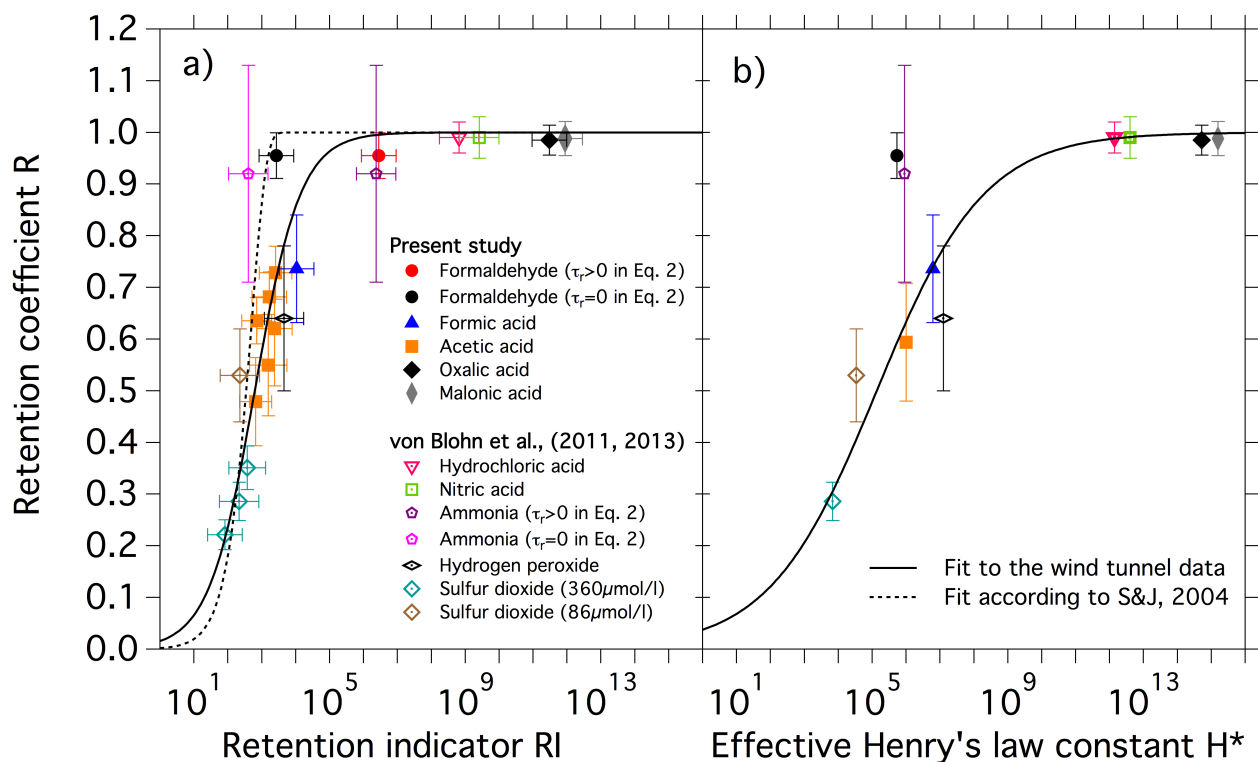 1.2
1.1
1.0
0.9
0.8
0.7
0.6
0.5
0.4
0.3
0.2
0.1
0.0
Retention coefficient R
a)
Present study
Formaldehyde (τr>0 in Eq. 2)
Formaldehyde (τr=0 in Eq. 2)
Formic acid
Acetic acid
Oxalic acid
Malonic acid
von Blohn et al., (2011, 2013)
Hydrochloric acid
Nitric acid
Ammonia (τr>0 in Eq. 2)
Ammonia (τr=0 in Eq. 2)
Hydrogen peroxide
Sulfur dioxide (360µmol/l)
Sulfur dioxide (86µmol/l)
10^1 10^5 10^9 10^13
Retention indicator RI
b)
Fit to the wind tunnel data
Fit according to S&J, 2004
10^1 10^5 10^9 10^13
Effective Henry's law constant H*